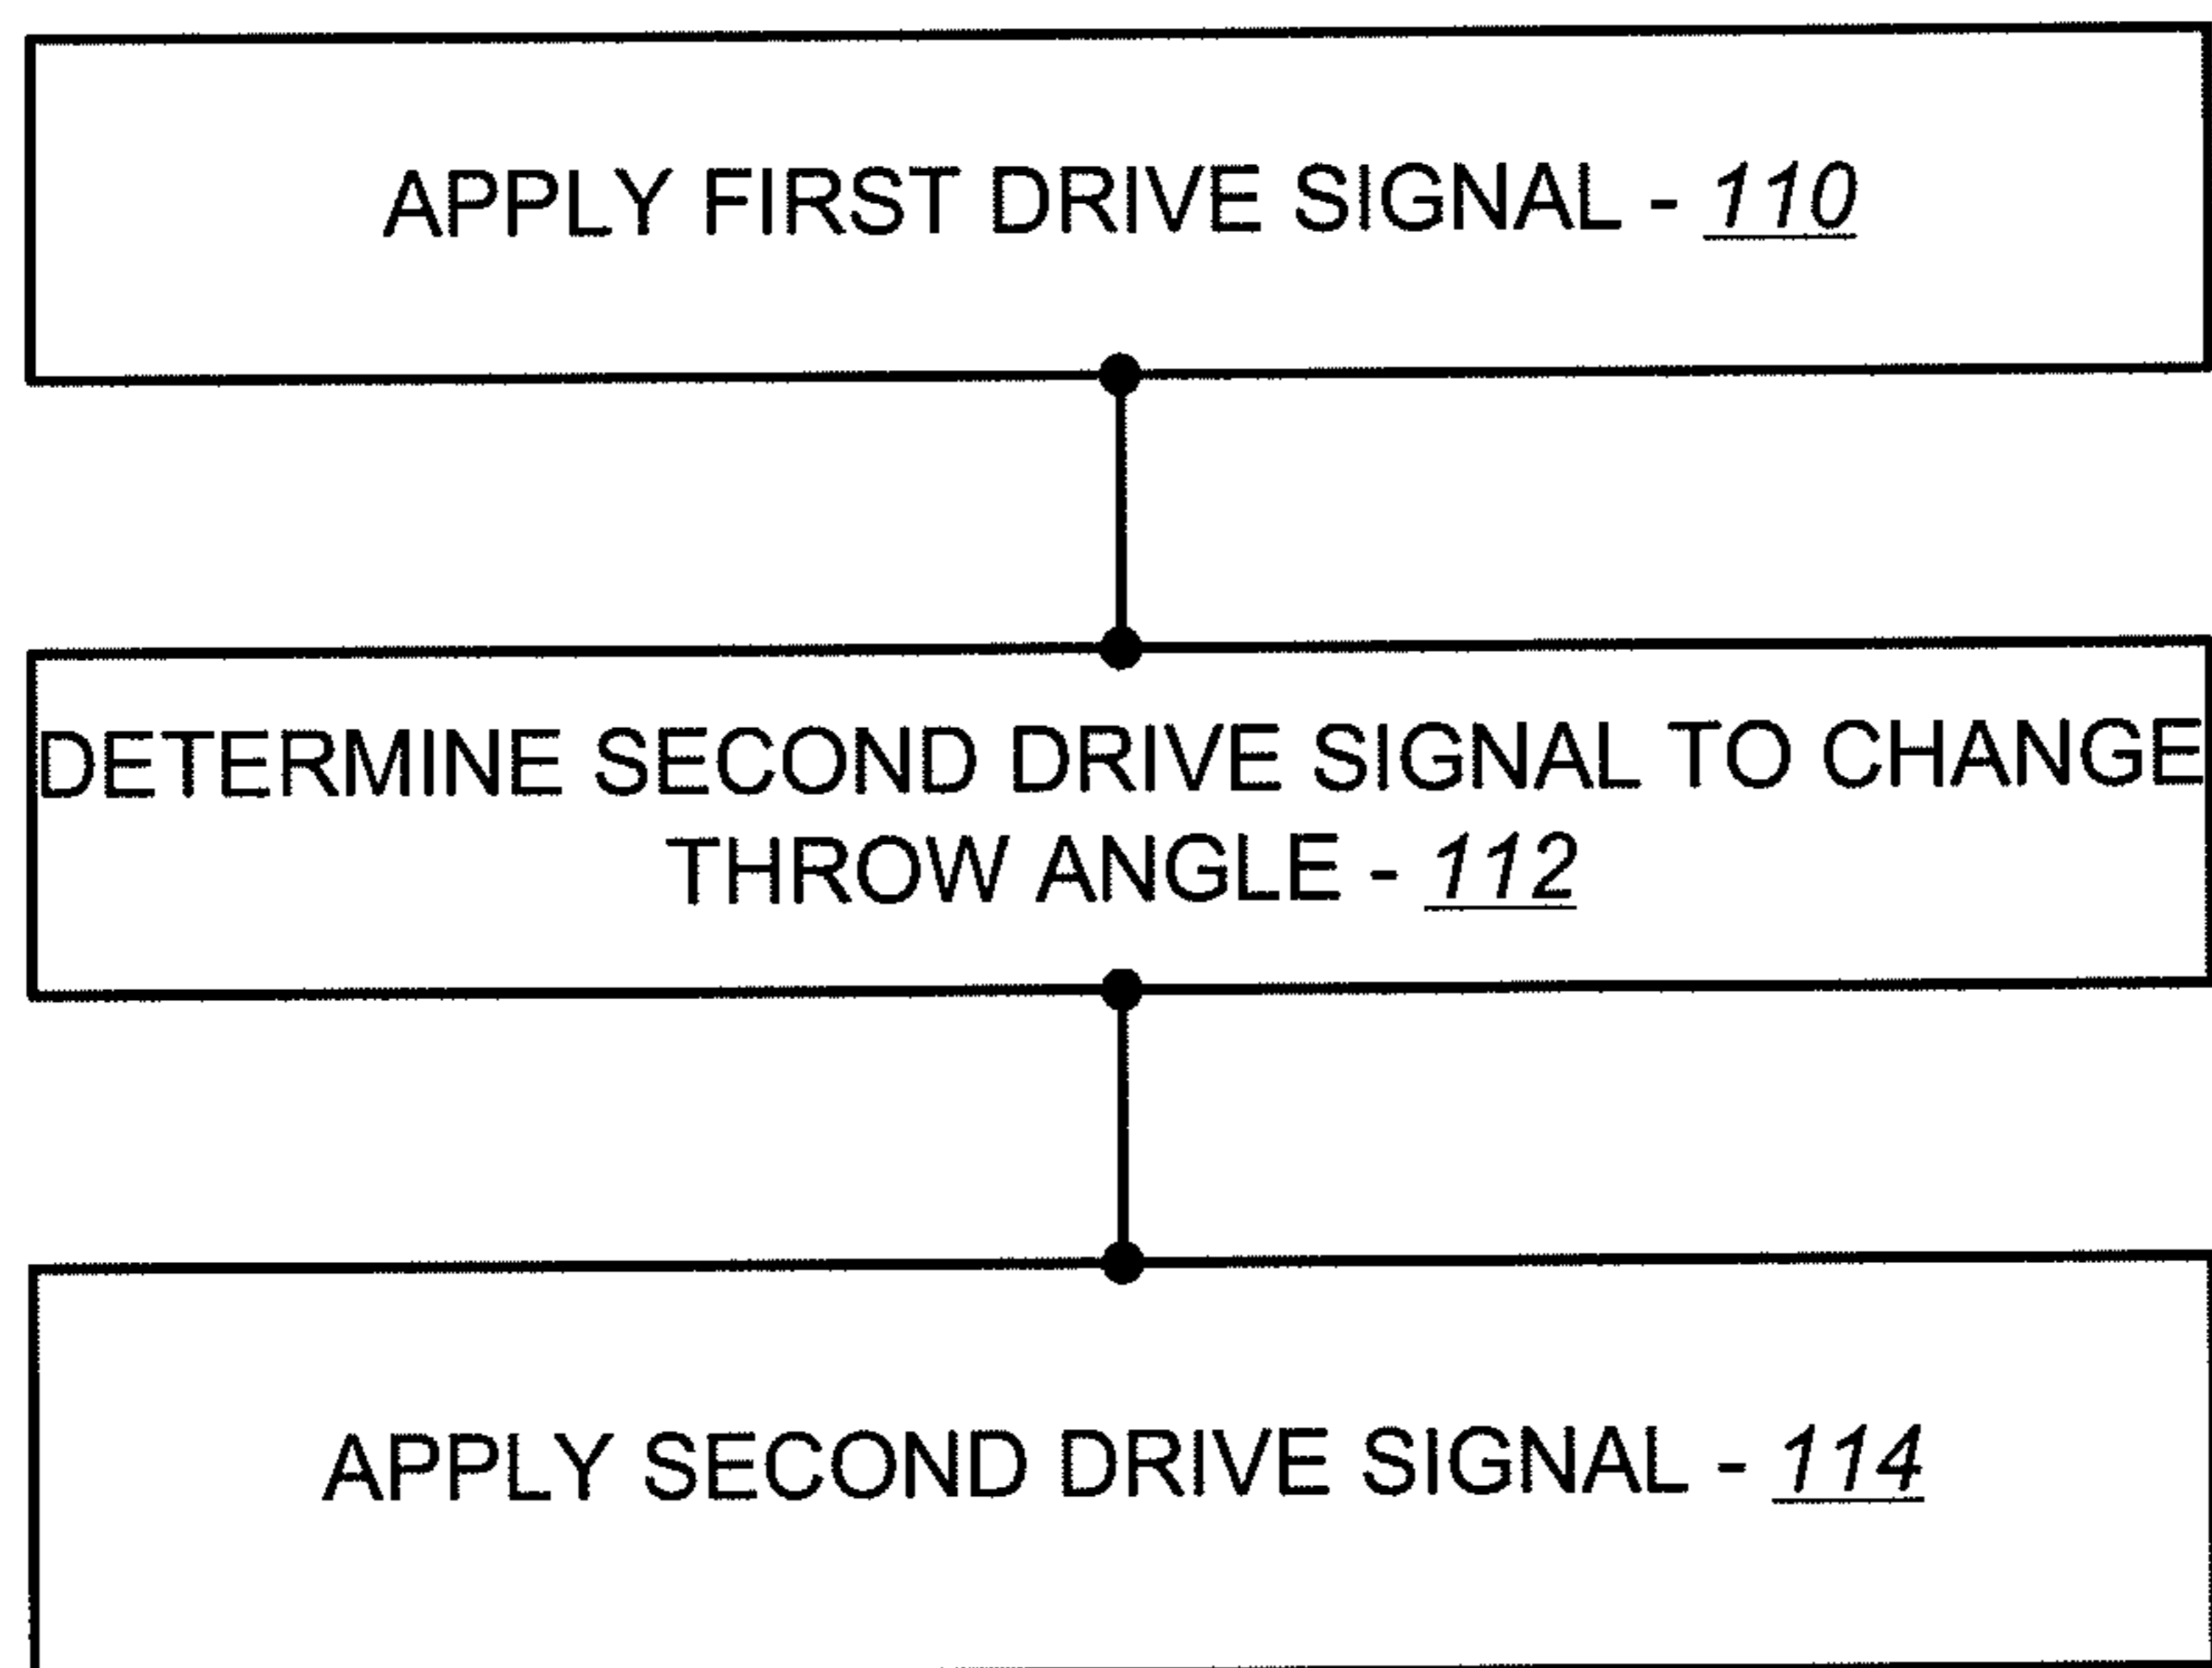 APPLY FIRST DRIVE SIGNAL - 110
DETERMINE SECOND DRIVE SIGNAL TO CHANGE
THROW ANGLE - 112
APPLY SECOND DRIVE SIGNAL - 114